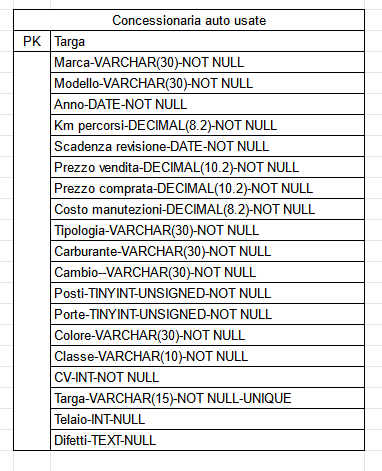 Concessionaria auto usate
PK Targa
Marca-VARCHAR(30)-NOT NULL
Modello-VARCHAR(30)-NOT NULL
Anno-DATE-NOT NULL
Km percorsi-DECIMAL(8.2)-NOT NULL
Scadenza revisione-DATE-NOT NULL
Prezzo vendita-DECIMAL(10.2)-NOT NULL
Prezzo comprata-DECIMAL(10.2)-NOT NULL
Costo manutezioni-DECIMAL(8.2)-NOT NULL
Tipologia-VARCHAR(30)-NOT NULL
Carburante-VARCHAR(30)-NOT NULL
Cambio--VARCHAR(30)-NOT NULL
Posti-TINYINT-UNSIGNED-NOT NULL
Porte-TINYINT-UNSIGNED-NOT NULL
Colore-VARCHAR(30)-NOT NULL
Classe-VARCHAR(10)-NOT NULL
CV-INT-NOT NULL
Targa-VARCHAR(15)-NOT NULL-UNIQUE
Telaio-INT-NULL
Difetti-TEXT-NULL